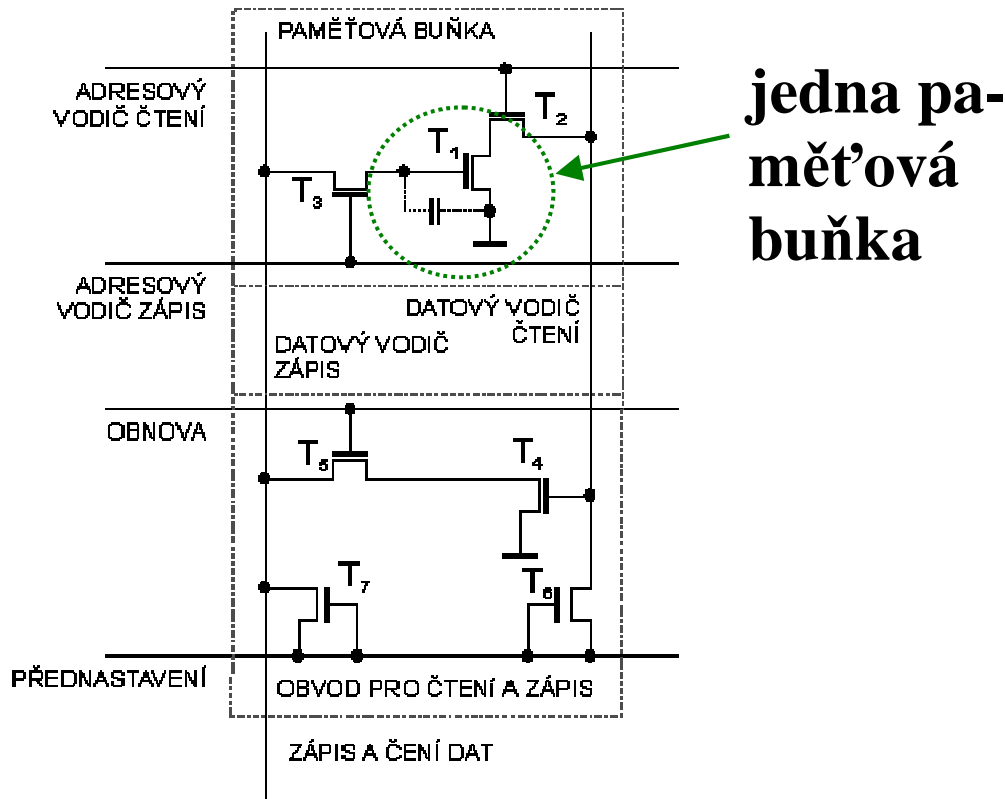 PAMĚŤOVÁ BUŇKA
ADRESOVÝ
VODIČ ČTENÍ
T2
T1
T3
jedna pa-
měťová
buňka
ADRESOVÝ
VODIČ ZÁPIS
DATOVÝ VODIČ
ČTENÍ
DATOVÝ VODIČ
ZÁPIS
OBNOVA
T5
T4
T7
T6
PŘEDNASTAVENÍ
OBVOD PRO ČTENÍ A ZÁPIS
ZÁPIS A ČENÍ DAT